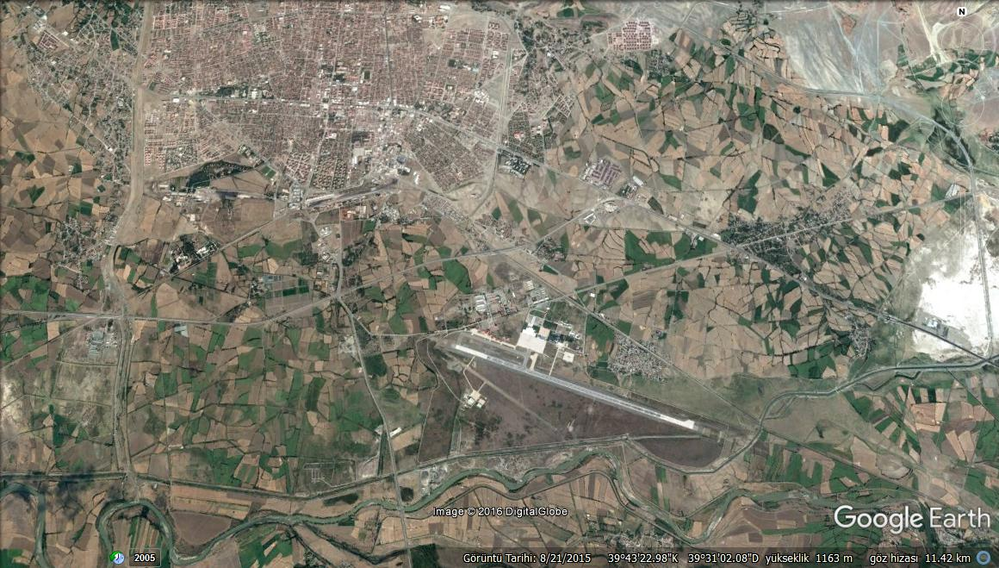 N
Image © 2016 DigitalGlobe
Google Earth
2005
Görüntü Tarihi: 8/21/2015 39°43'22.98"K 39°31'02.08"D yükseklik 1163 m göz hizası 11.42 km